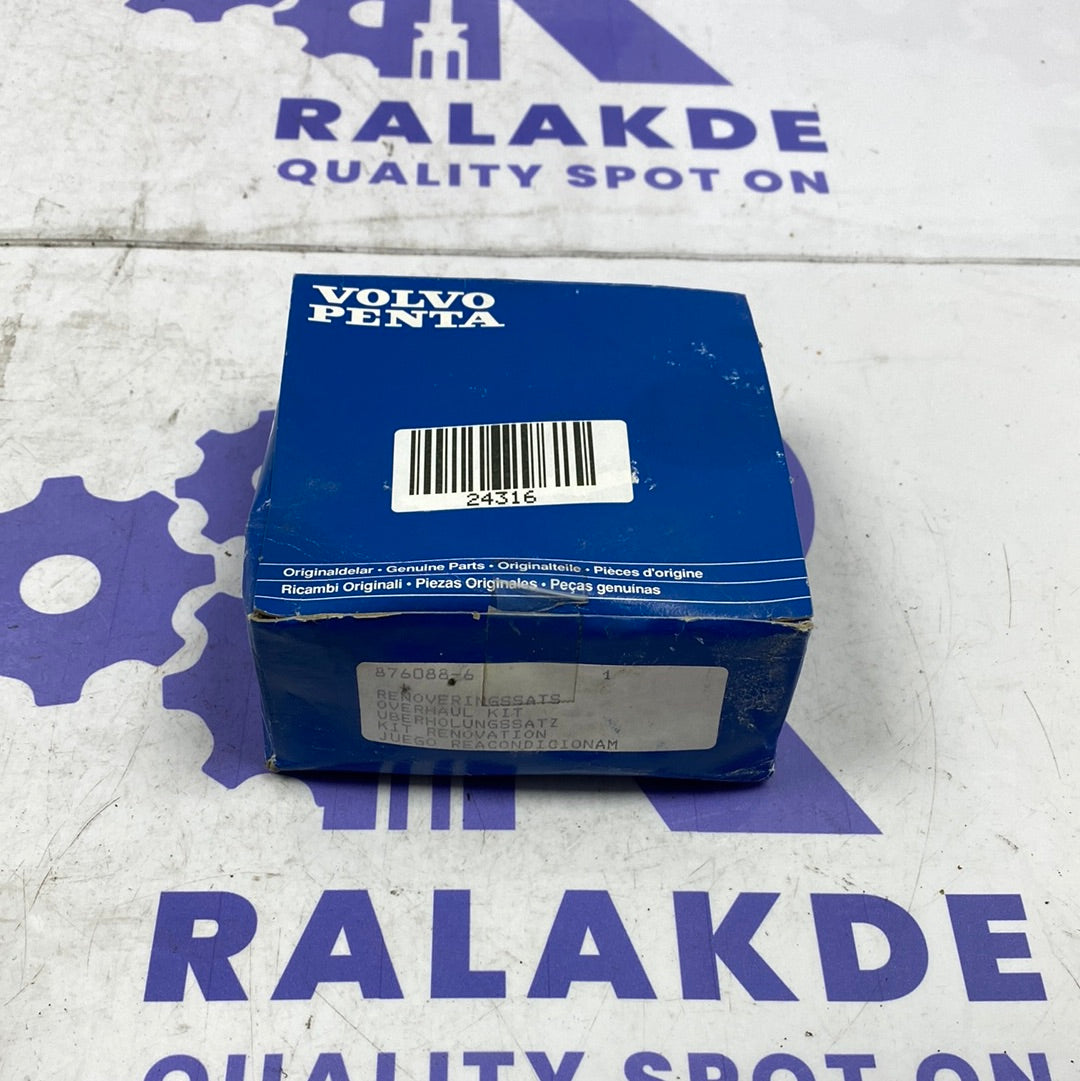 RALAKDE
QUALITY SPOT ON
VOLVO
PENTA
24316
Originaldelar • Genuine Parts • Originalteile • Pièces d'origine
Ricambi Originali • Piezas Originales • Peças genuínas
876088-6 1
RENOVERINGSSATS
OVERHAUL KIT
UBERHOLUNGSSATZ
KIT RENOVATION
JUEGO REACONDICIONAM
RALAKDE
QUALITY SPOT ON